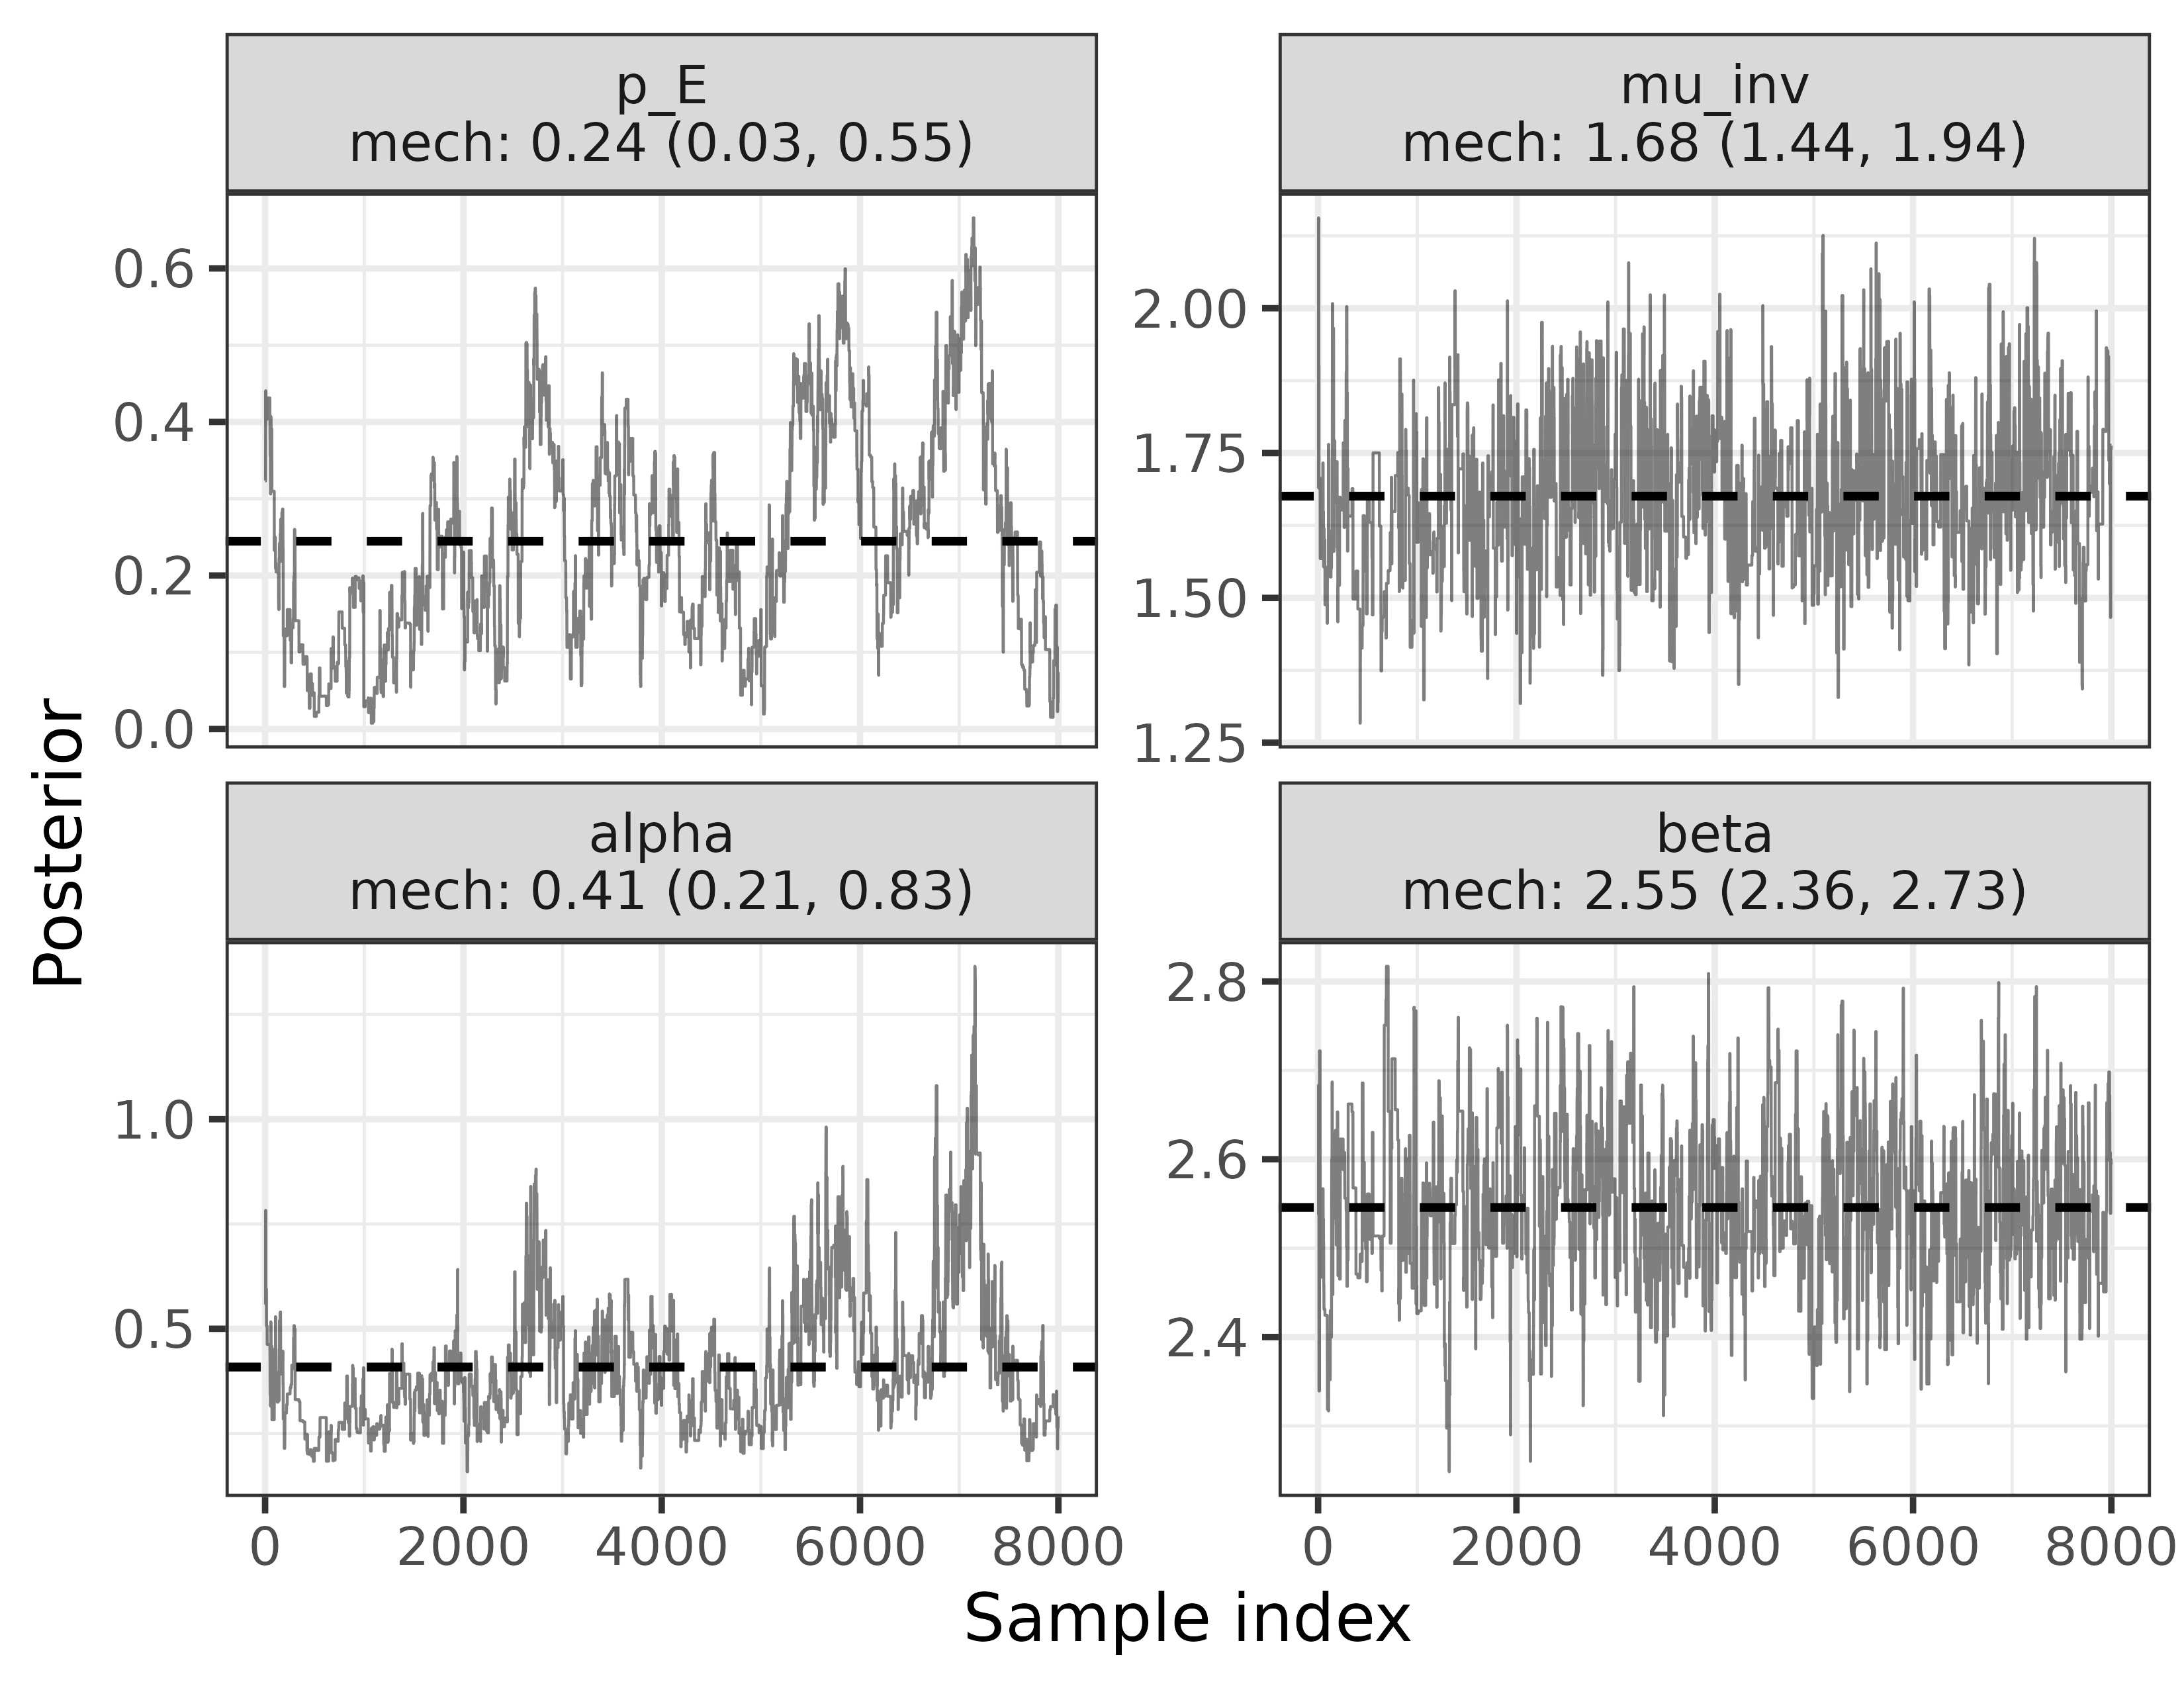 p_E
mech: 0.24 (0.03, 0.55)
mu_inv
mech: 1.68 (1.44, 1.94)
0.6
0.4
0.2
0.0
2.00
1.75
1.50
1.25
Posterior
alpha
mech: 0.41 (0.21, 0.83)
beta
mech: 2.55 (2.36, 2.73)
1.0
0.5
2.8
2.6
2.4
0 2000 4000 6000 8000
0 2000 4000 6000 8000
Sample index